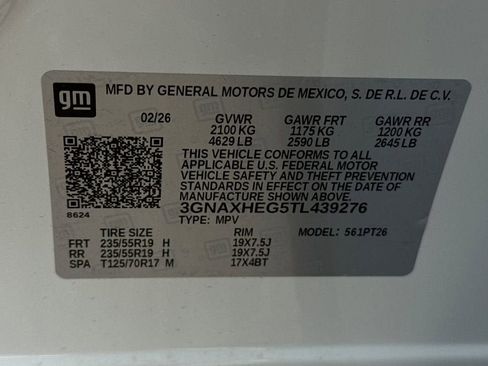 gm MFD BY GENERAL MOTORS DE MEXICO, S. DE R.L. DE C.V.
02/26 GVWR GAWR FRT GAWR RR
2100 KG 1175 KG 1200 KG
4629 LB 2590 LB 2645 LB
THIS VEHICLE CONFORMS TO ALL
APPLICABLE U.S. FEDERAL MOTOR
VEHICLE SAFETY AND THEFT PREVENTION
STANDARDS IN EFFECT ON THE DATE OF
MANUFACTURE SHOWN ABOVE.
8624 3GNAXHEG5TL439276
TYPE: MPV
TIRE SIZE RIM MODEL: 561PT26
FRT 235/55R19 H 19X7.5J
RR 235/55R19 H 19X7.5J
SPA T125/70R17 M 17X4BT